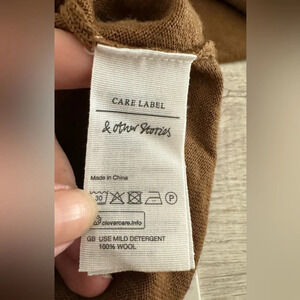 CARE LABEL
& other Stories
Made in China
30 P
clevercare.info
GB USE MILD DETERGENT
100% WOOL